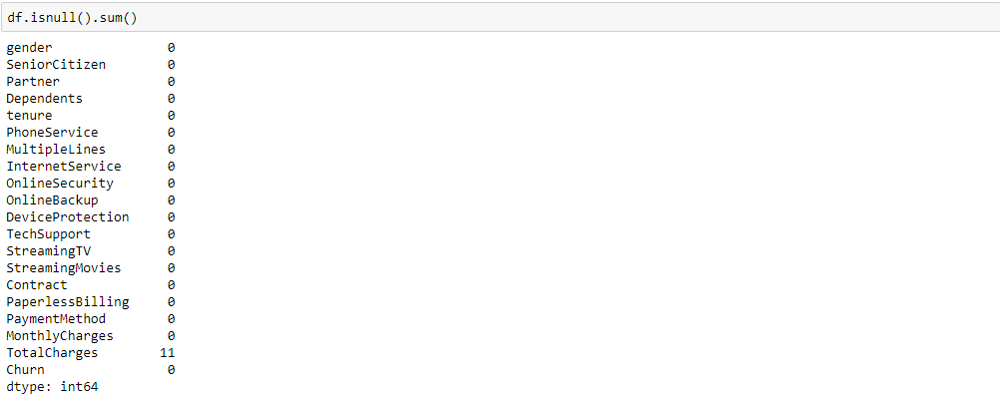 df.isnull().sum()
gender 0
SeniorCitizen 0
Partner 0
Dependents 0
tenure 0
PhoneService 0
MultipleLines 0
InternetService 0
OnlineSecurity 0
OnlineBackup 0
DeviceProtection 0
TechSupport 0
StreamingTV 0
StreamingMovies 0
Contract 0
PaperlessBilling 0
PaymentMethod 0
MonthlyCharges 0
TotalCharges 11
Churn 0
dtype: int64